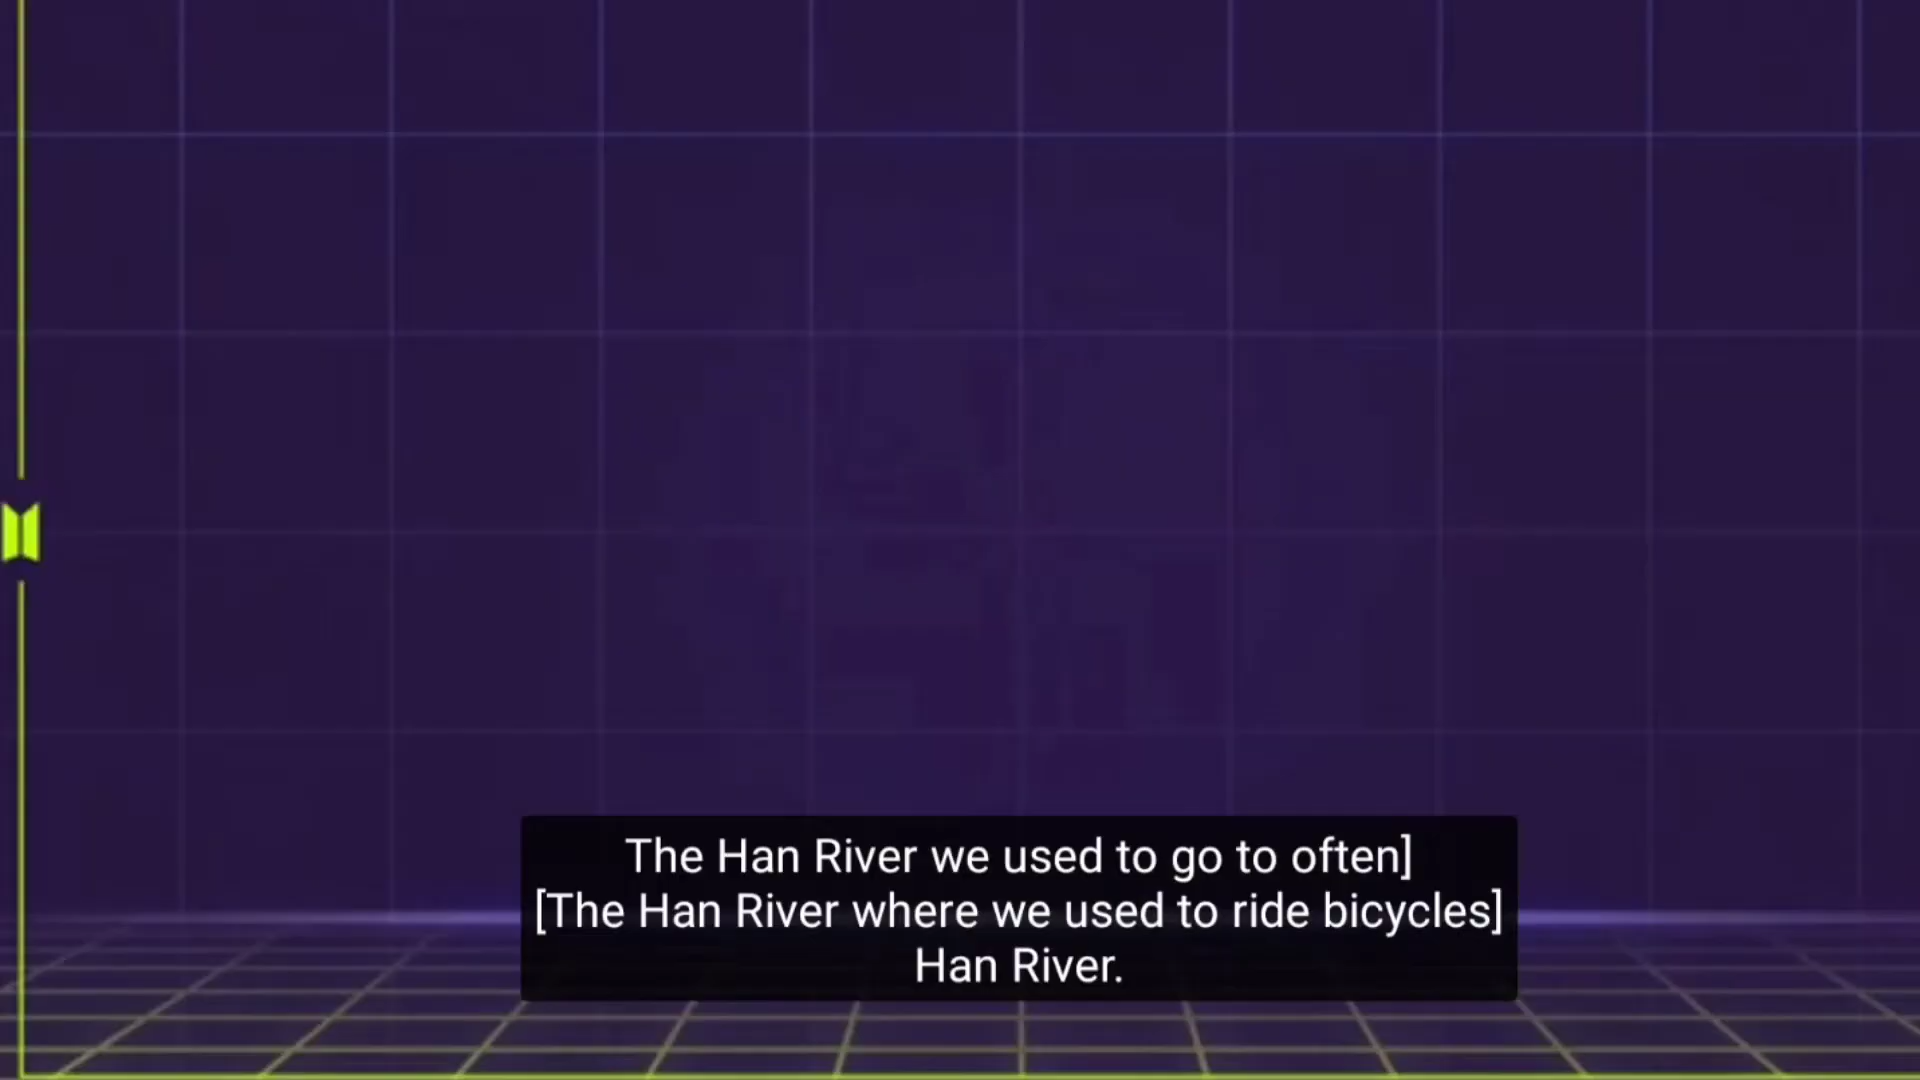 The Han River we used to go to often]
[The Han River where we used to ride bicycles]
Han River.